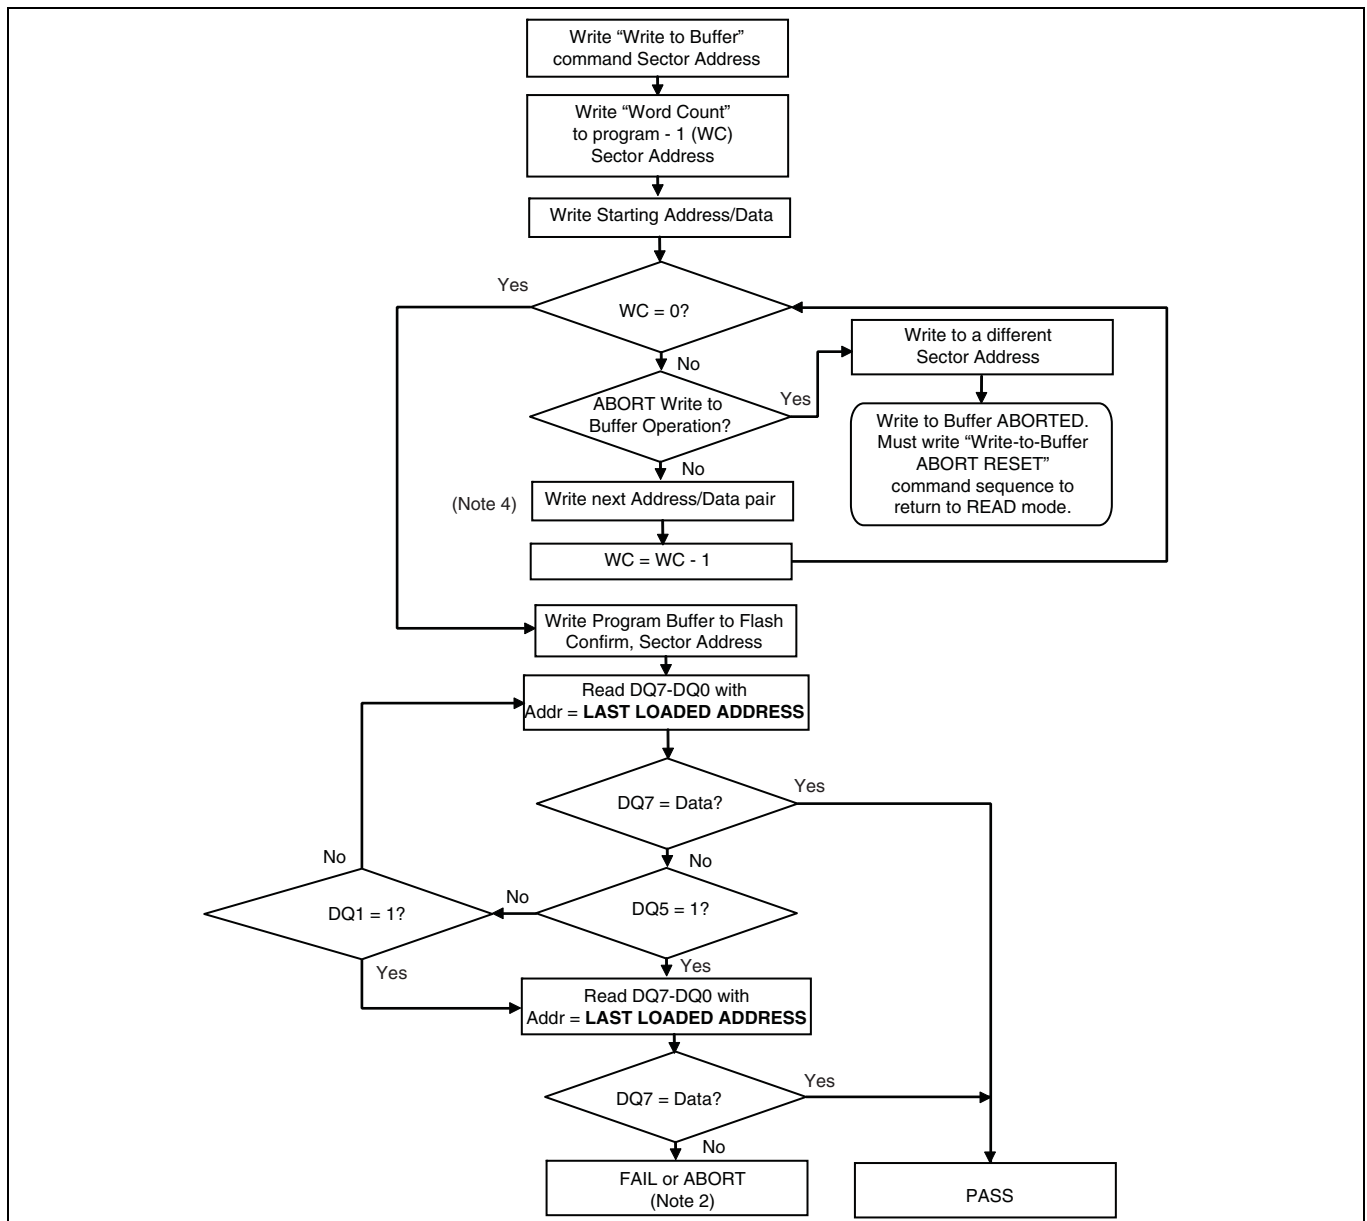 Write “Write to Buffer”
command Sector Address
Write “Word Count”
to program - 1 (WC)
Sector Address
Write Starting Address/Data
Yes
WC = 0?
Write to a different
Sector Address
No
ABORT Write to
Buffer Operation?
Yes
Write to Buffer ABORTED.
Must write “Write-to-Buffer
ABORT RESET”
command sequence to
return to READ mode.
No
(Note 4)
Write next Address/Data pair
WC = WC - 1
Write Program Buffer to Flash
Confirm, Sector Address
Read DQ7-DQ0 with
Addr = LAST LOADED ADDRESS
Yes
DQ7 = Data?
No
No
No
DQ1 = 1?
DQ5 = 1?
Yes
Yes
Read DQ7-DQ0 with
Addr = LAST LOADED ADDRESS
Yes
DQ7 = Data?
No
FAIL or ABORT
(Note 2)
PASS